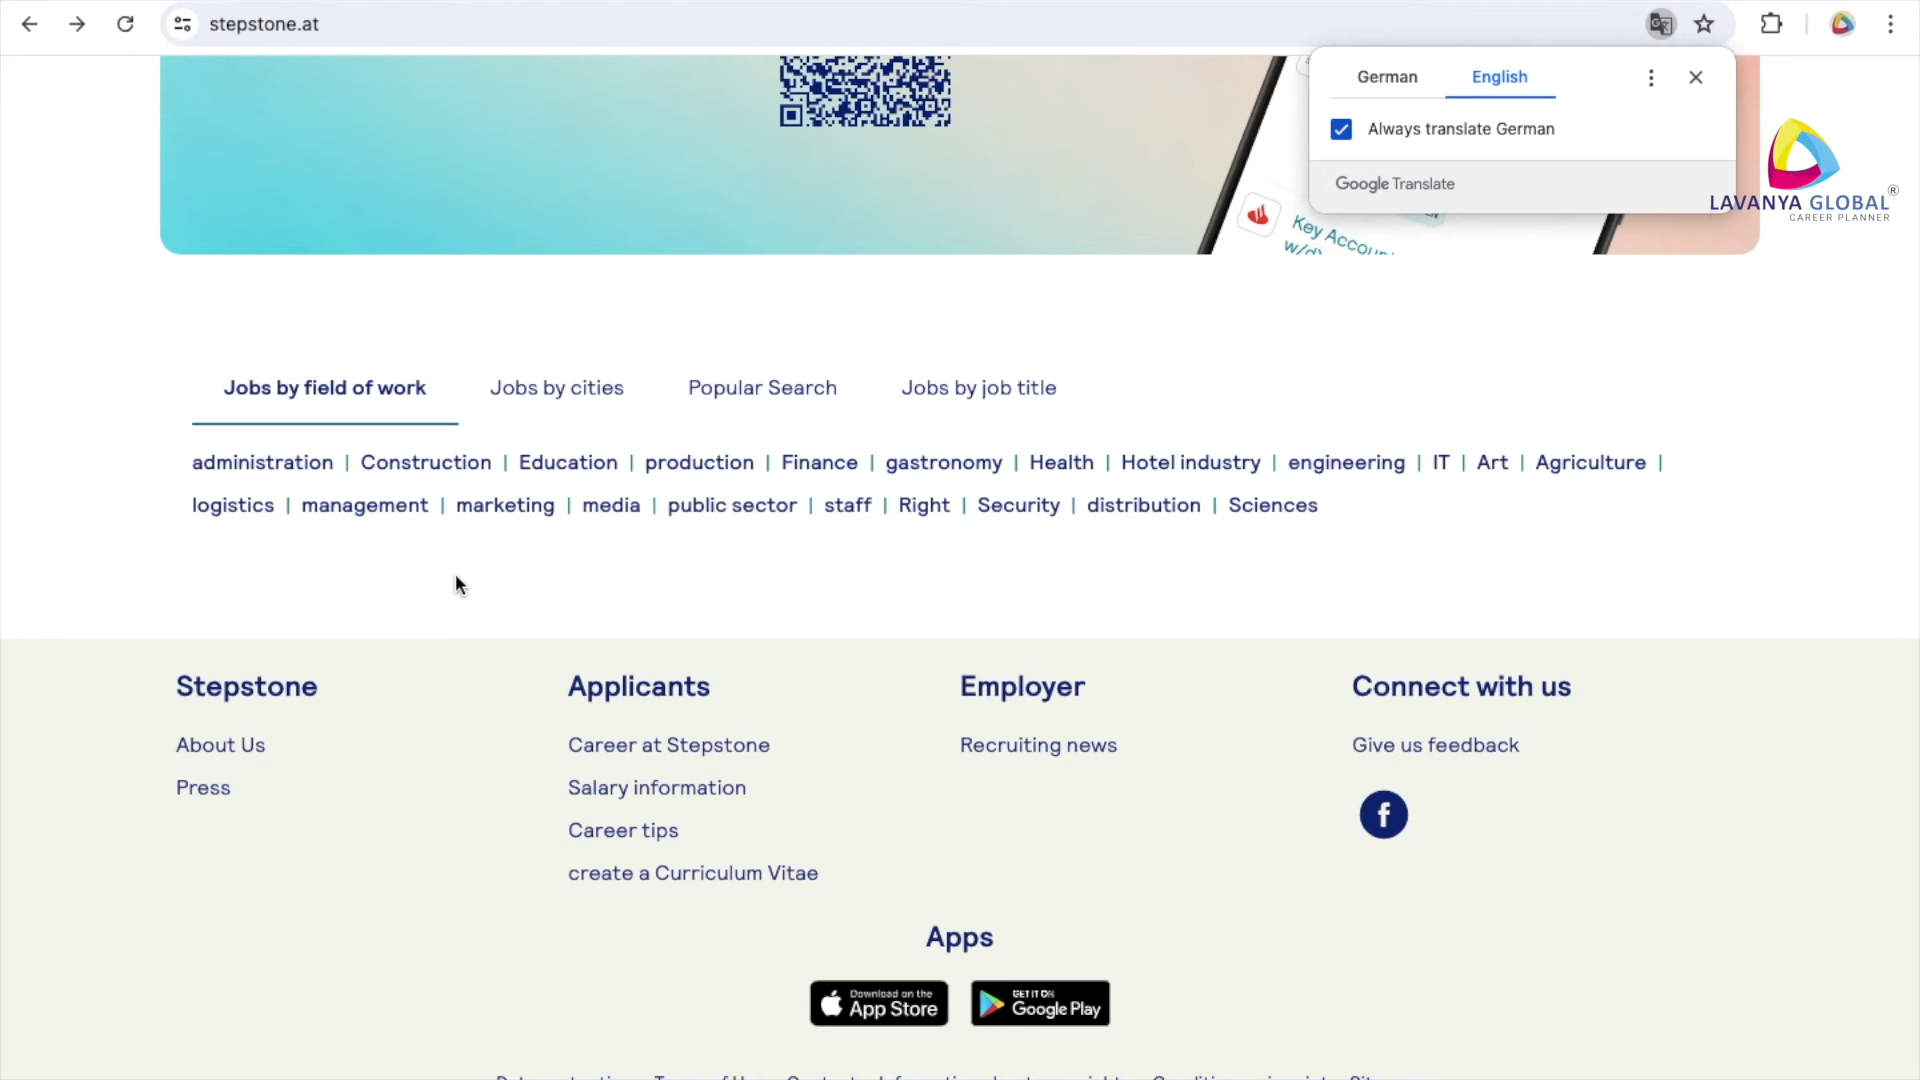 stepstone.at
German English
Always translate German
Google Translate
LAVANYA GLOBAL®
CAREER PLANNER
Key Accou
w/d)
Jobs by field of work Jobs by cities Popular Search Jobs by job title
administration | Construction | Education | production | Finance | gastronomy | Health | Hotel industry | engineering | IT | Art | Agriculture |
logistics | management | marketing | media | public sector | staff | Right | Security | distribution | Sciences
Stepstone Applicants Employer Connect with us
About Us Career at Stepstone Recruiting news Give us feedback
Press Salary information
Career tips
create a Curriculum Vitae
Apps
Download on the App Store
GET IT ON Google Play